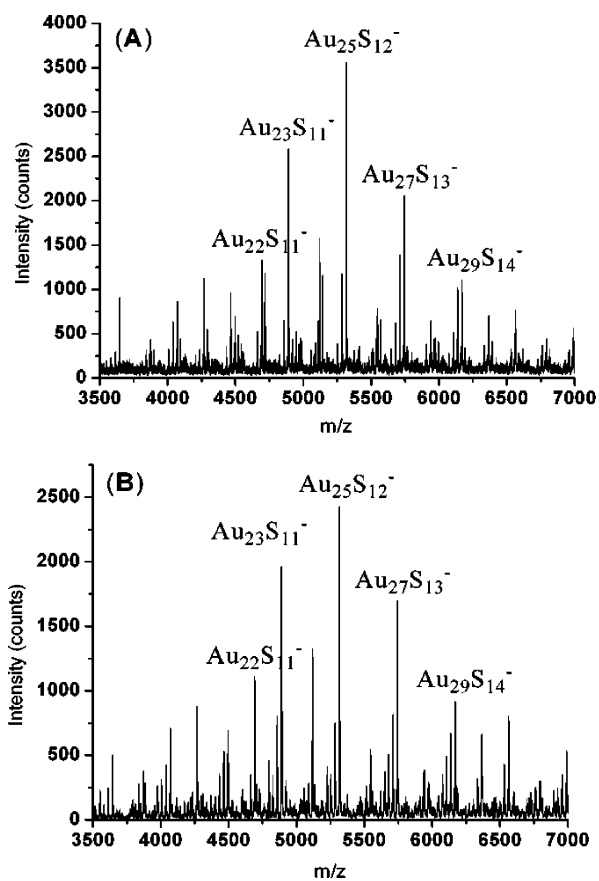 (A)
Au25S12-
Au23S11-
Au27S13-
Au22S11-
Au29S14-
Intensity (counts)
4000
3500
3000
2500
2000
1500
1000
500
0
3500 4000 4500 5000 5500 6000 6500 7000
m/z
(B)
Au25S12-
Au23S11-
Au27S13-
Au22S11-
Au29S14-
Intensity (counts)
2500
2000
1500
1000
500
0
3500 4000 4500 5000 5500 6000 6500 7000
m/z